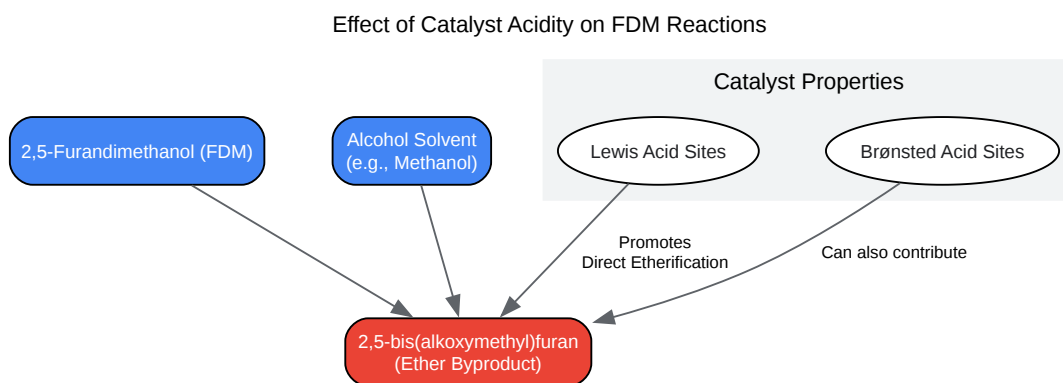 Effect of Catalyst Acidity on FDM Reactions
Catalyst Properties
2,5-Furandimethanol (FDM)
Alcohol Solvent
(e.g., Methanol)
Lewis Acid Sites
Brønsted Acid Sites
Promotes
Direct Etherification
Can also contribute
2,5-bis(alkoxymethyl)furan
(Ether Byproduct)